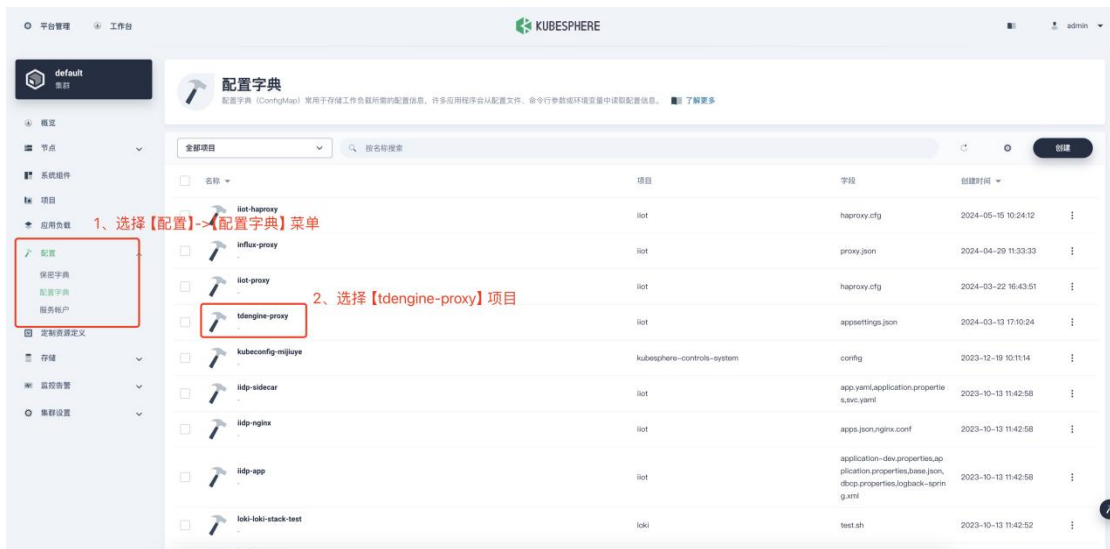 平台管理 工作台 KUBESPHERE admin
default
集群
概览
节点
系统组件
项目
应用负载
配置
保密字典
配置字典
服务帐户
定制资源定义
存储
监控告警
集群设置
配置字典
配置字典（ConfigMap）常用于存储工作负载所需的配置信息，许多应用程序会从配置文件、命令行参数或环境变量中读取配置信息。 了解更多
全部项目 按名称搜索 创建
名称 项目 字段 创建时间
iiot-haproxy iiot haproxy.cfg 2024-05-15 10:24:12
-
1、选择【配置】->【配置字典】菜单
influx-proxy iiot proxy.json 2024-04-29 11:33:33
-
iiot-proxy iiot haproxy.cfg 2024-03-22 16:43:51
-
2、选择【tdengine-proxy】项目
tdengine-proxy iiot appsettings.json 2024-03-13 17:10:24
-
kubeconfig-mijiuye kubesphere-controls-system config 2023-12-19 10:11:14
-
iidp-sidecar iiot app.yaml,application.propertie
s,svc.yaml 2023-10-13 11:42:58
-
iidp-nginx iiot apps.json,nginx.conf 2023-10-13 11:42:58
-
iidp-app iiot application-dev.properties,ap
plication.properties,base.json,
dbcp.properties,logback-sprin
g.xml 2023-10-13 11:42:58
-
loki-loki-stack-test loki test.sh 2023-10-13 11:42:52
-